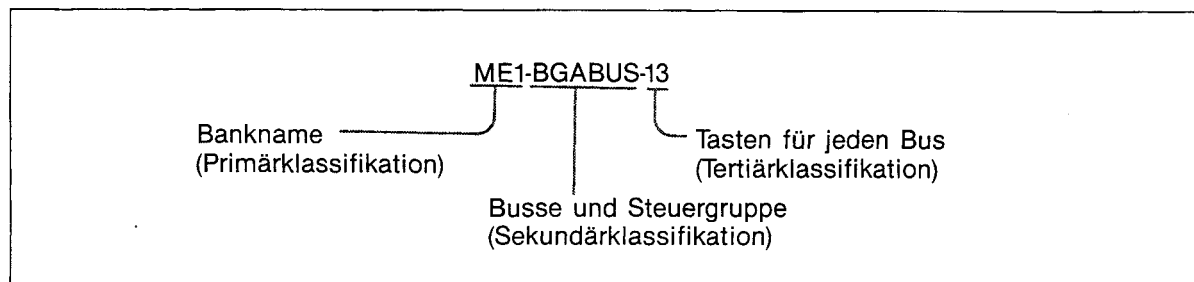 ME1-BGABUS-13
Bankname
(Primärklassifikation)
Tasten für jeden Bus
(Tertiärklassifikation)
Busse und Steuergruppe
(Sekundärklassifikation)